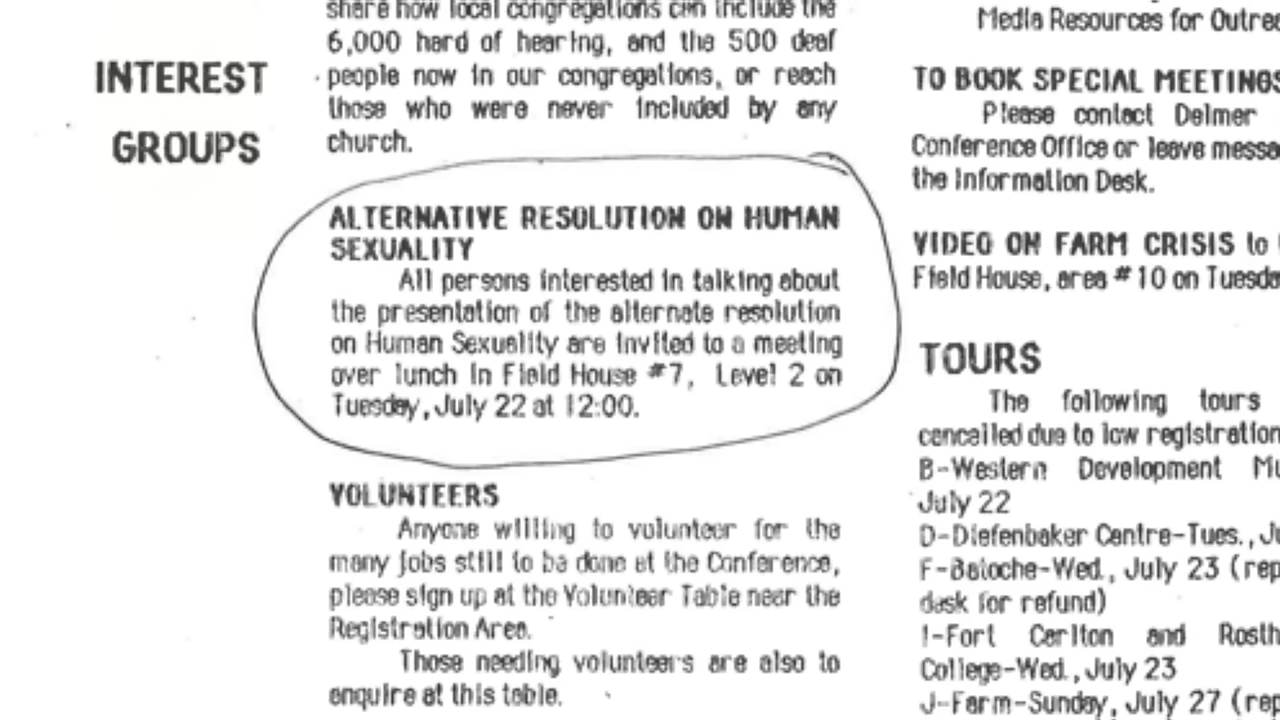 INTEREST
GROUPS
share how local congregations can include the
6,000 hard of hearing, and the 500 deaf
people now in our congregations, or reach
those who were never included by any
church.
ALTERNATIVE RESOLUTION ON HUMAN
SEXUALITY
All persons interested in talking about
the presentation of the alternate resolution
on Human Sexuality are invited to a meeting
over lunch in Field House #7, Level 2 on
Tuesday, July 22 at 12:00.
VOLUNTEERS
Anyone willing to volunteer for the
many jobs still to be done at the Conference,
please sign up at the Volunteer Table near the
Registration Area.
Those needing volunteers are also to
enquire at this table.
Media Resources for
TO BOOK SPECIAL MEETINGS
Please contact Delmer
Conference Office or leave
the Information Desk.
VIDEO ON FARM CRISIS to
Field House, area #10 on
TOURS
The following tours
cancelled due to low registration
B-Western Development
July 22
D-Diefenbaker Centre-Tues.,
F-Batoche-Wed., July 23 (rep
desk for refund)
I-Fort Carlton and
College-Wed., July 23
J-Farm-Sunday, July 27 (rep